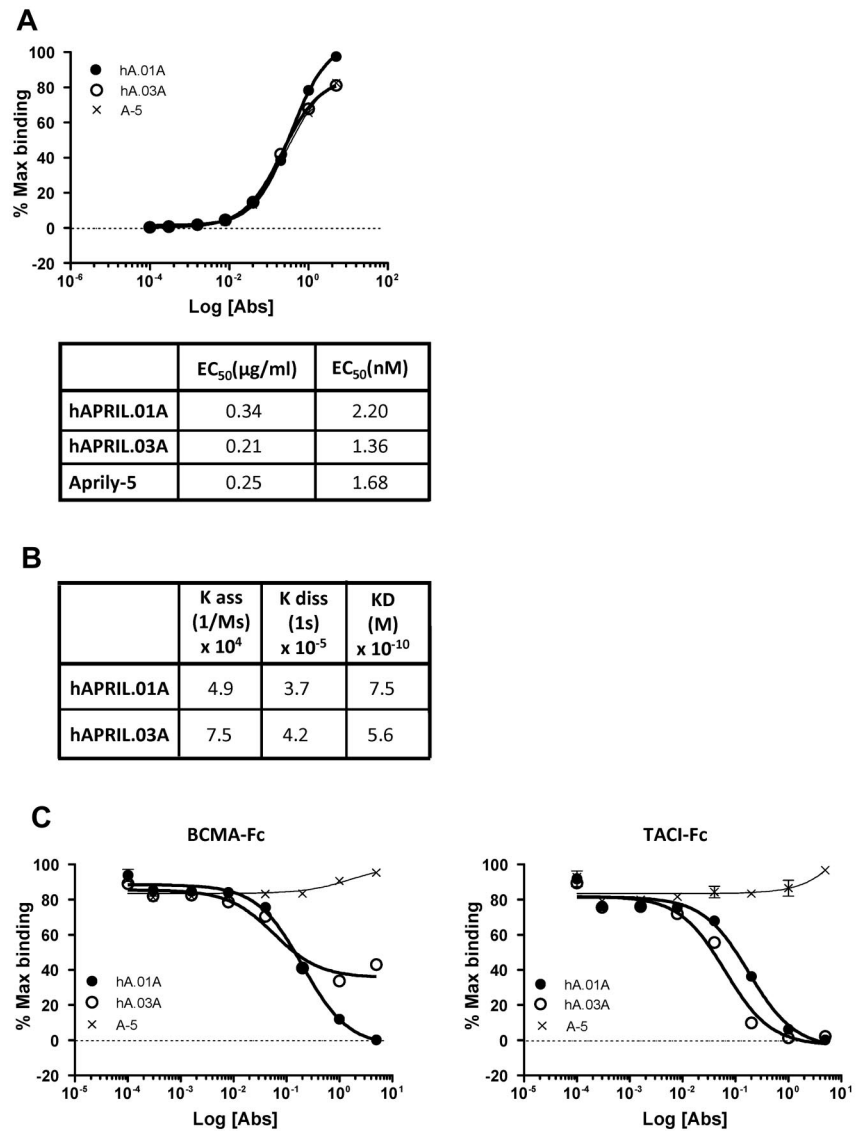 A
100
80
60
40
20
0
-20
% Max binding
hA.01A
hA.03A
A-5
10-6 10-4 10-2 100 102
Log [Abs]
EC50(µg/ml) EC50(nM)
hAPRIL.01A 0.34 2.20
hAPRIL.03A 0.21 1.36
Aprily-5 0.25 1.68
B
K ass (1/Ms) x 10^4 K diss (1s) x 10^-5 KD (M) x 10^-10
hAPRIL.01A 4.9 3.7 7.5
hAPRIL.03A 7.5 4.2 5.6
C
BCMA-Fc
100
80
60
40
20
0
-20
% Max binding
hA.01A
hA.03A
A-5
10-5 10-4 10-3 10-2 10-1 100 101
Log [Abs]
TACI-Fc
100
80
60
40
20
0
-20
% Max binding
hA.01A
hA.03A
A-5
10-5 10-4 10-3 10-2 10-1 100 101
Log [Abs]